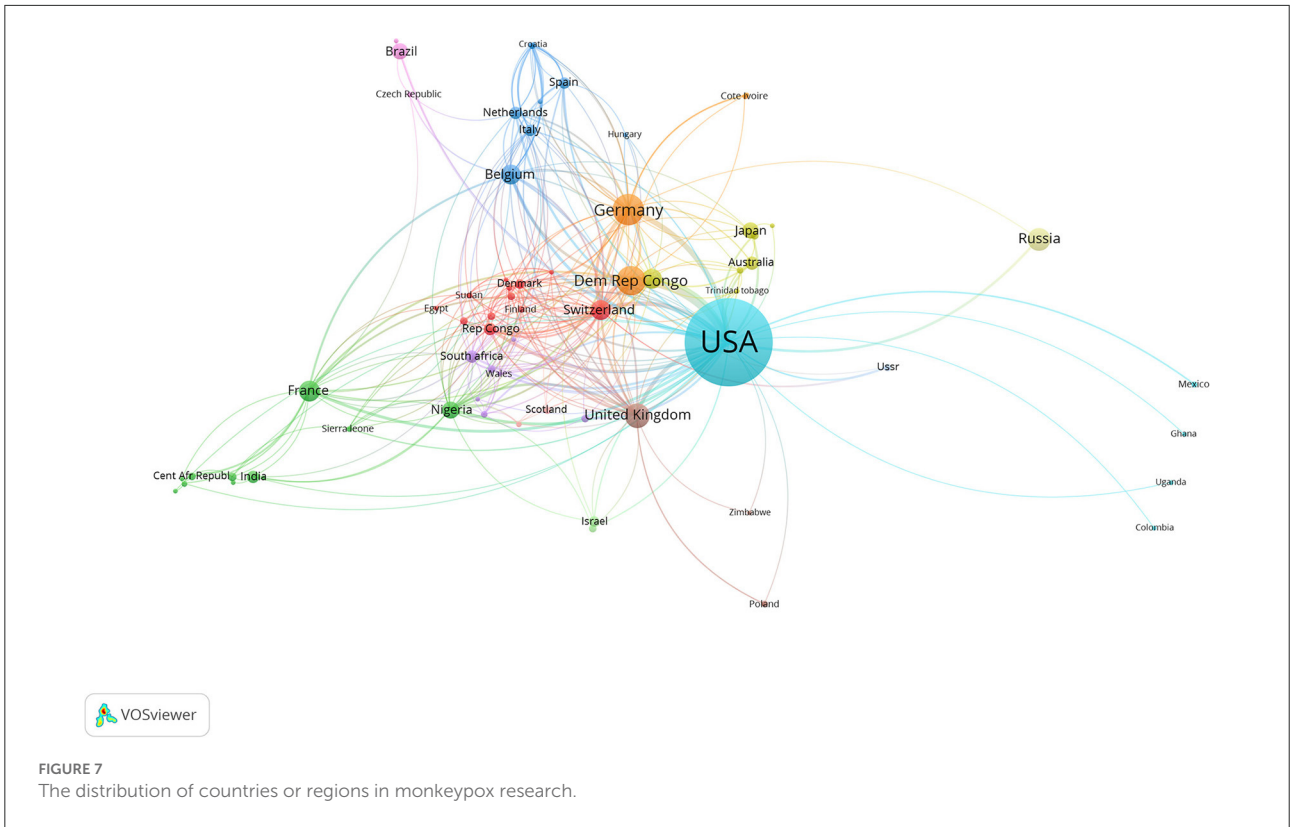 Croatia
Brazil
Spain
Czech Republic
Cote Ivoire
Netherlands
Italy
Hungary
Belgium
Germany
Japan
Russia
Australia
Dem Rep Congo
Denmark
Trinidad tobago
Sudan
Egypt
Finland
Switzerland
Rep Congo
USA
South africa
Ussr
Wales
Mexico
France
Nigeria
Scotland
United Kingdom
Sierra leone
Ghana
Cent Afr Republ
India
Uganda
Zimbabwe
Israel
Colombia
Poland
VOSviewer
FIGURE 7
The distribution of countries or regions in monkeypox research.